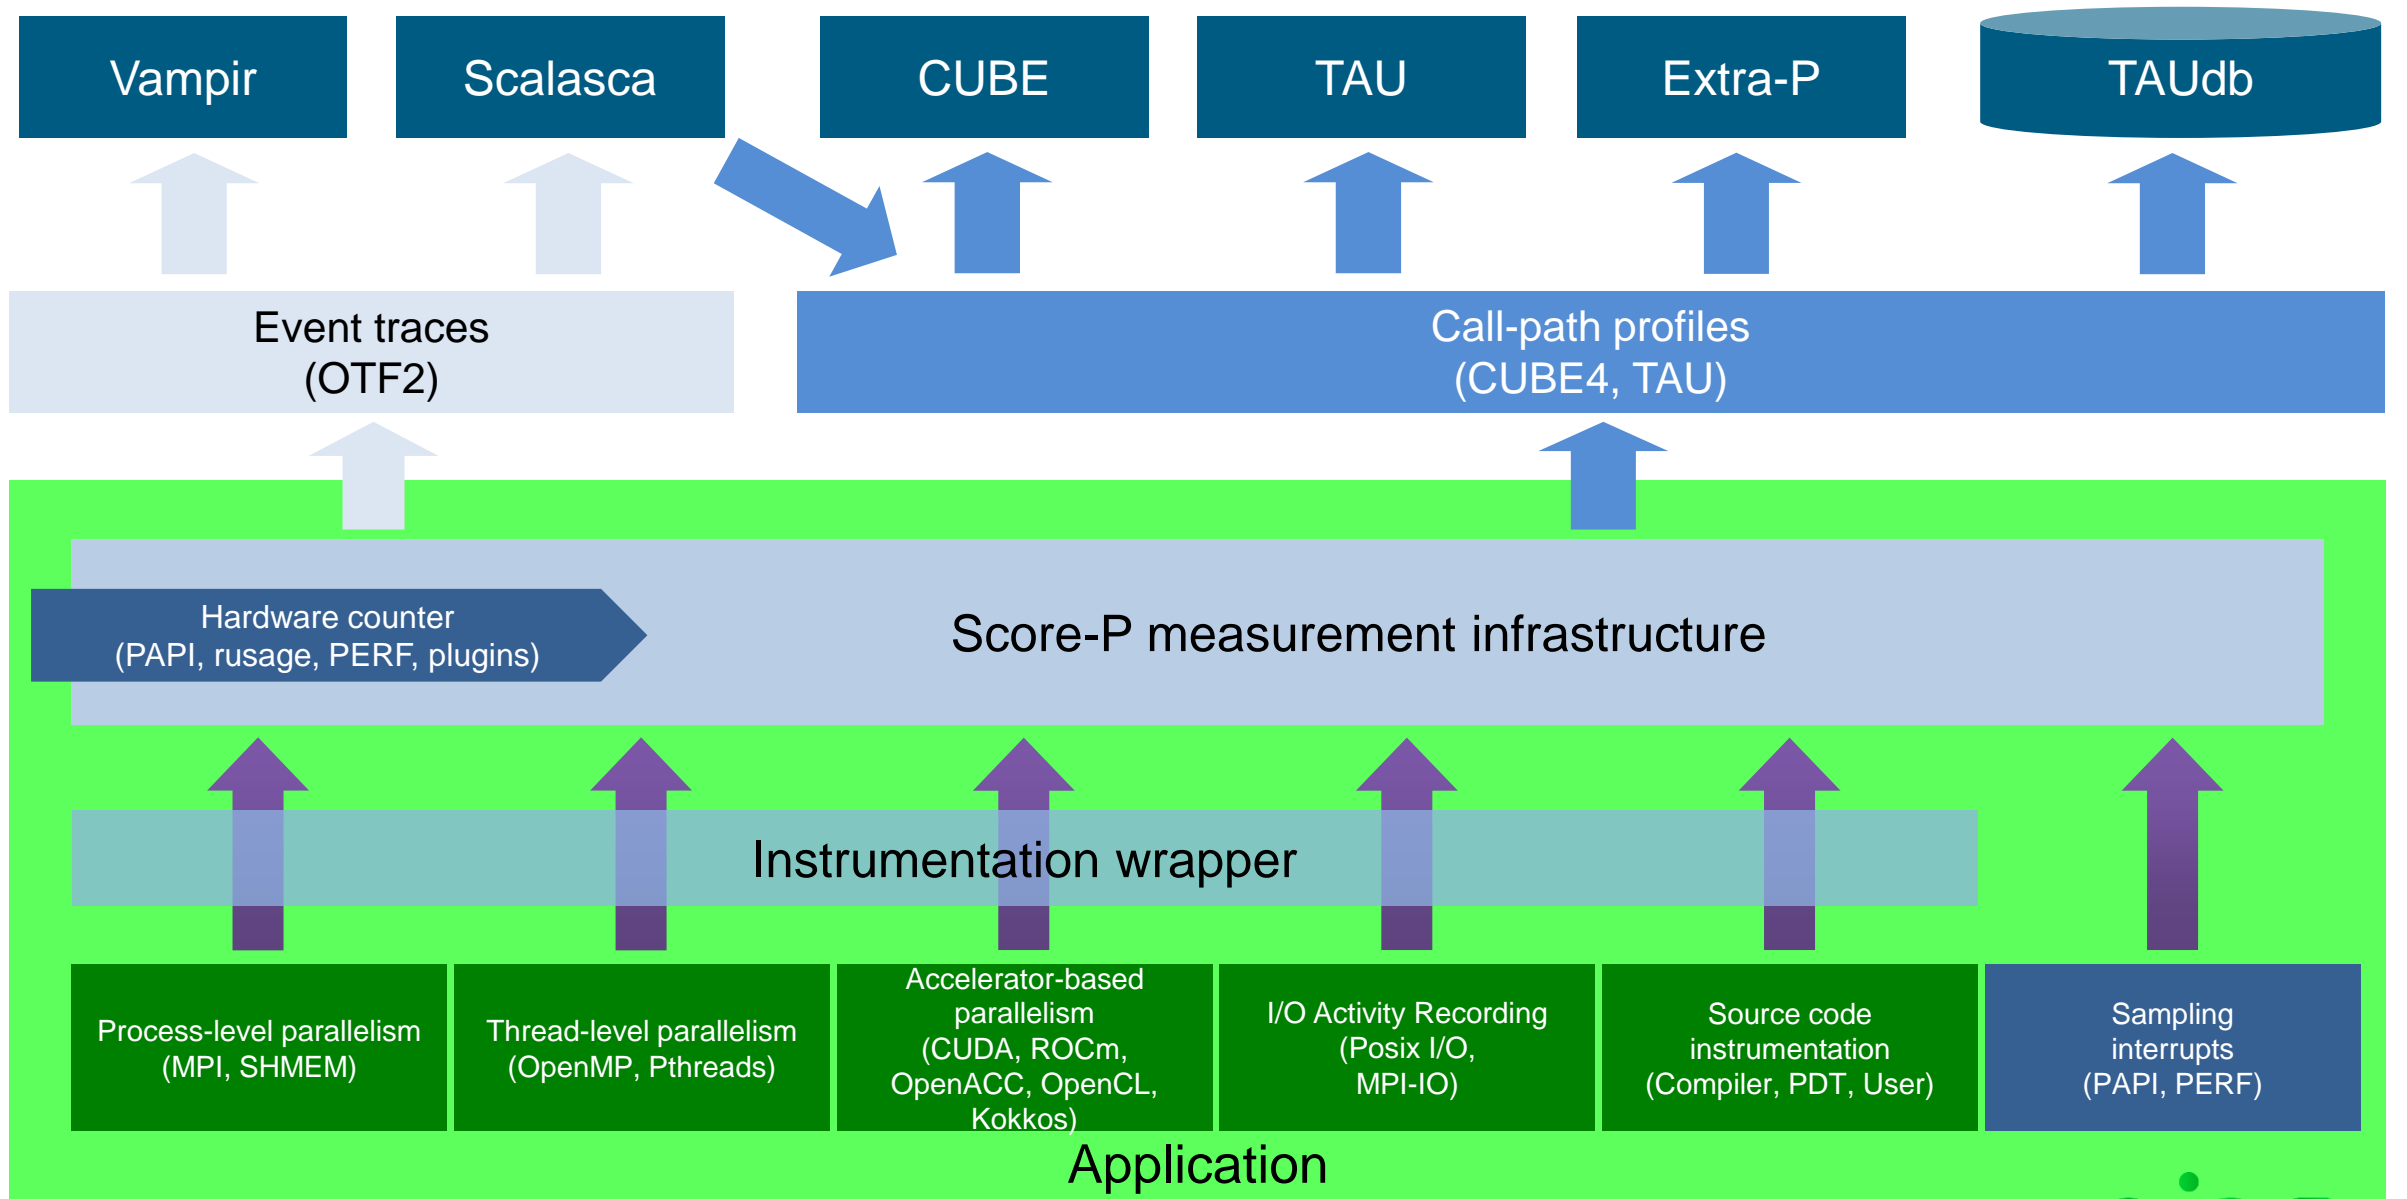 Vampir
Scalasca
CUBE
TAU
Extra-P
TAUdb
Event traces
(OTF2)
Call-path profiles
(CUBE4, TAU)
Hardware counter
(PAPI, rusage, PERF, plugins)
Score-P measurement infrastructure
Instrumentation wrapper
Process-level parallelism
(MPI, SHMEM)
Thread-level parallelism
(OpenMP, Pthreads)
Accelerator-based
parallelism
(CUDA, ROCm,
OpenACC, OpenCL,
Kokkos)
I/O Activity Recording
(Posix I/O,
MPI-IO)
Source code
instrumentation
(Compiler, PDT, User)
Sampling
interrupts
(PAPI, PERF)
Application